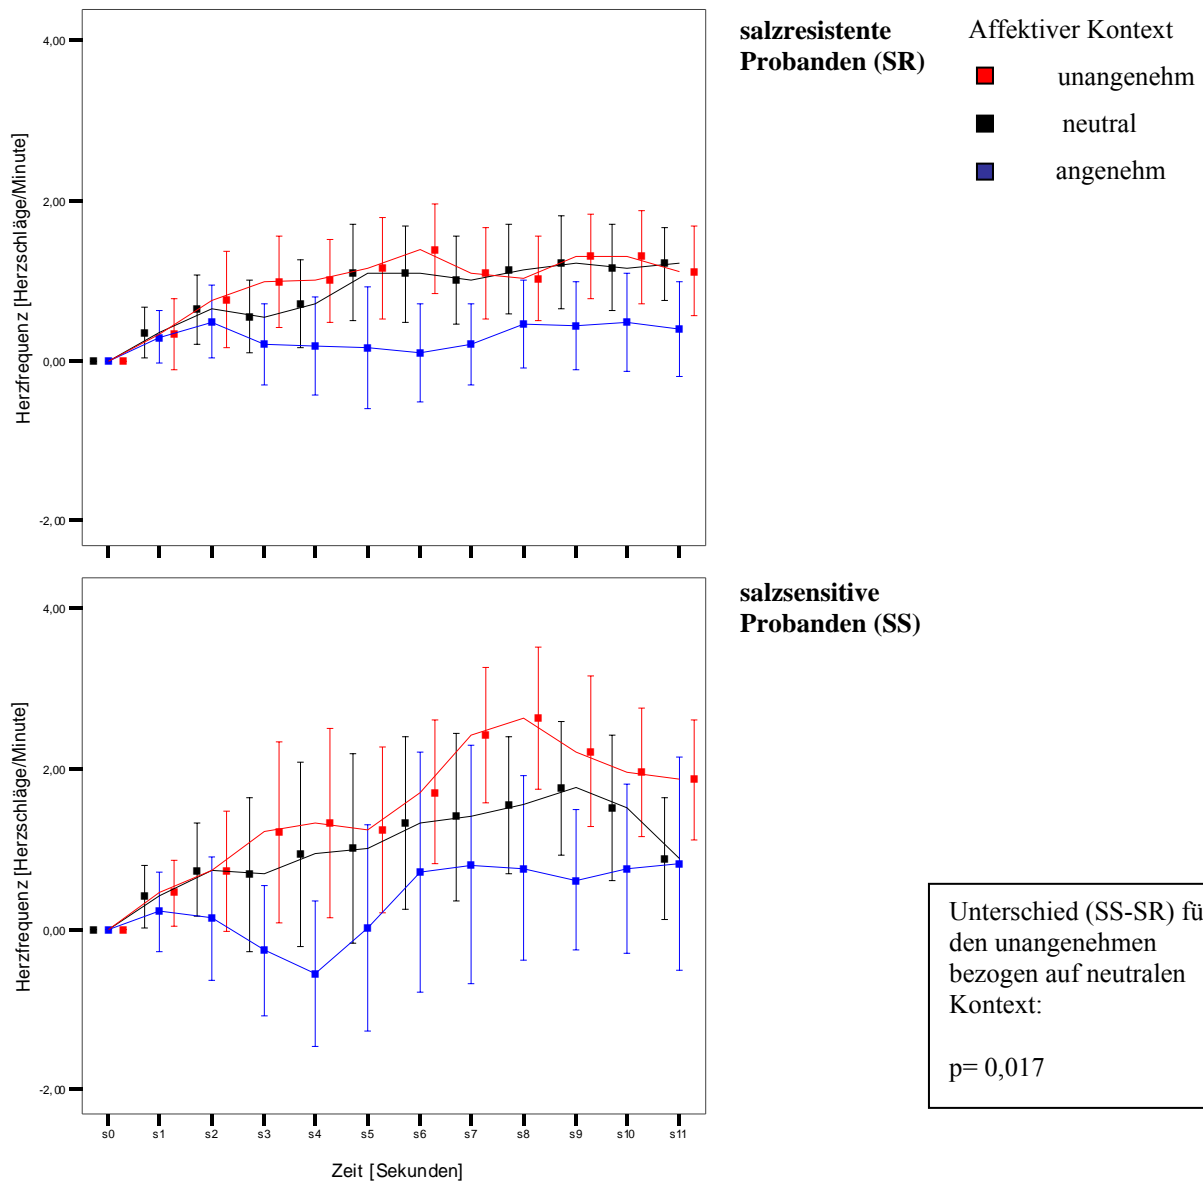 salzresistente
Probanden (SR)
Affektiver Kontext
unangenehm
neutral
angenehm
4,00
2,00
0,00
-2,00
Herzfrequenz [Herzschläge/Minute]
salzsensitive
Probanden (SS)
4,00
2,00
0,00
-2,00
Herzfrequenz [Herzschläge/Minute]
s0 s1 s2 s3 s4 s5 s6 s7 s8 s9 s10 s11
Zeit [Sekunden]
Unterschied (SS-SR) fü
den unangenehmen
bezogen auf neutralen
Kontext:
p= 0,017